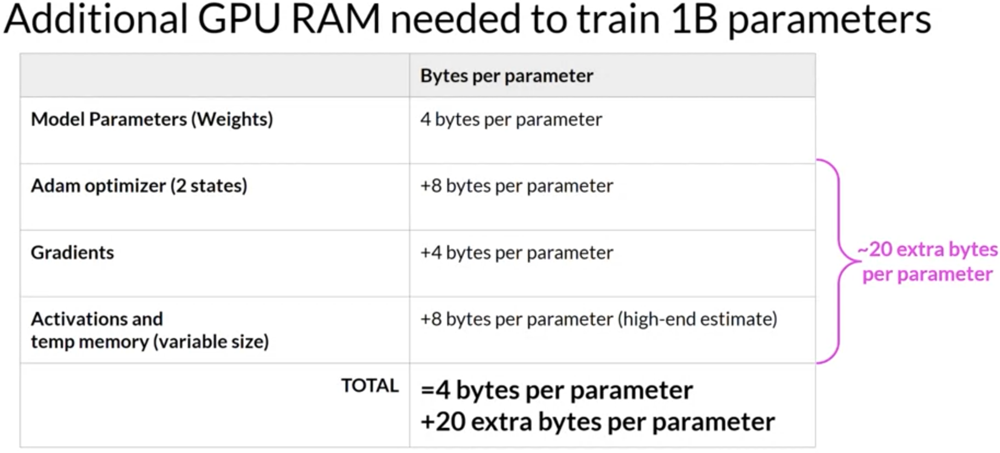 Additional GPU RAM needed to train 1B parameters
Bytes per parameter
Model Parameters (Weights)
4 bytes per parameter
Adam optimizer (2 states)
+8 bytes per parameter
Gradients
+4 bytes per parameter
Activations and
temp memory (variable size)
+8 bytes per parameter (high-end estimate)
~20 extra bytes
per parameter
TOTAL
=4 bytes per parameter
+20 extra bytes per parameter